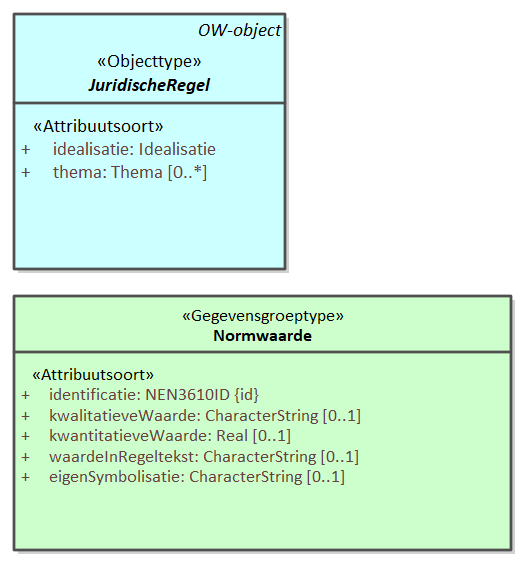 OW-object
«Objecttype»
JuridischeRegel
«Attribuutsoort»
+ idealisatie: Idealisatie
+ thema: Thema [0..*]
«Gegevensgroeptype»
Normwaarde
«Attribuutsoort»
+ identificatie: NEN3610ID {id}
+ kwalitatieveWaarde: CharacterString [0..1]
+ kwantitatieveWaarde: Real [0..1]
+ waardeInRegeltekst: CharacterString [0..1]
+ eigenSymbolisatie: CharacterString [0..1]